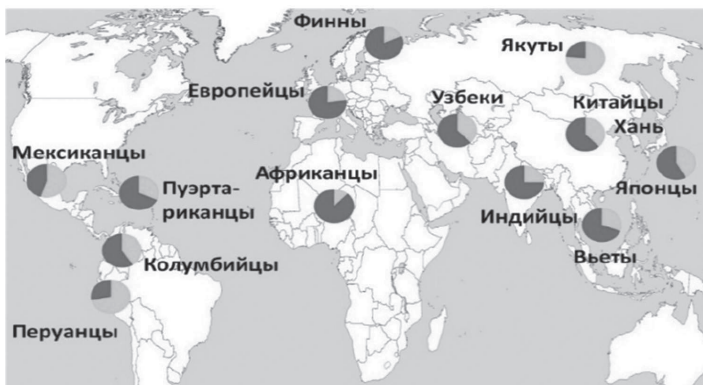 Финны
Якуты
Европейцы
Узбеки
Китайцы
Хань
Мексиканцы
Африканцы
Пуэрта-
риканцы
Японцы
Индийцы
Вьеты
Колумбийцы
Перуанцы